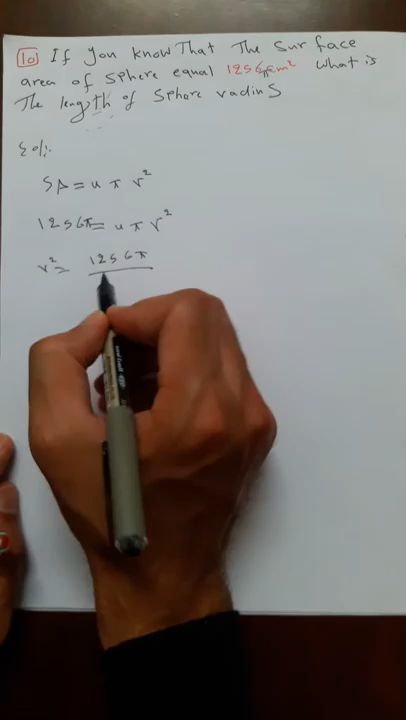 10 If you know That The Surface
area of sphere equal 1256π cm² what is
The length of Sphere radius
Sol:
SA = 4 π r²
1256π = 4 π r²
r² = 1256π